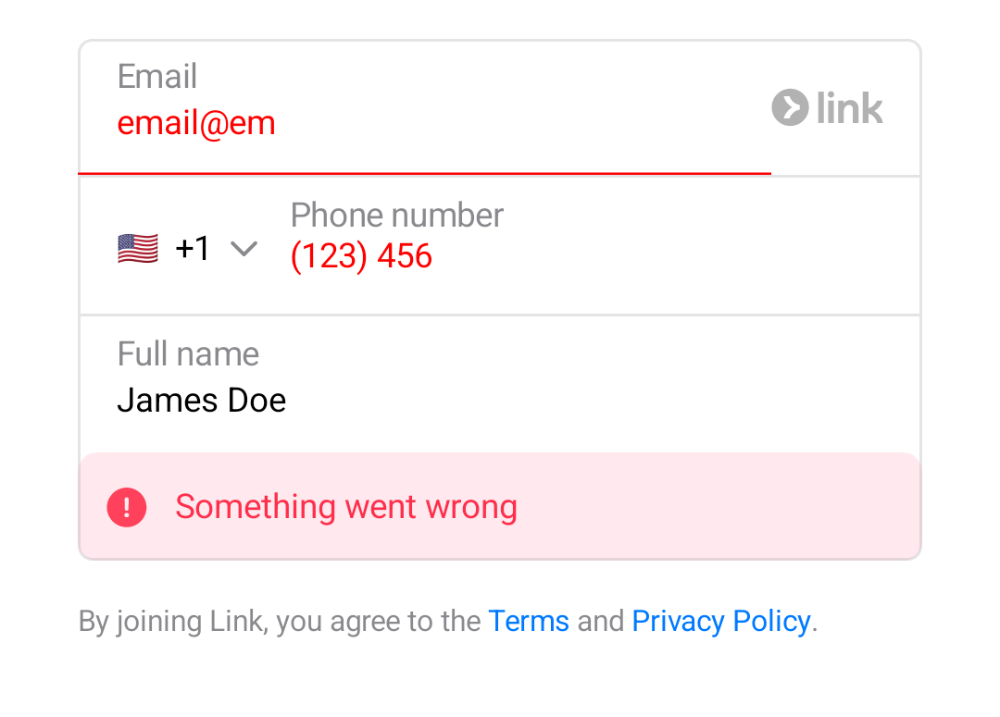 Email
email@em
link
Phone number
+1
(123) 456
Full name
James Doe
Something went wrong
By joining Link, you agree to the Terms and Privacy Policy.